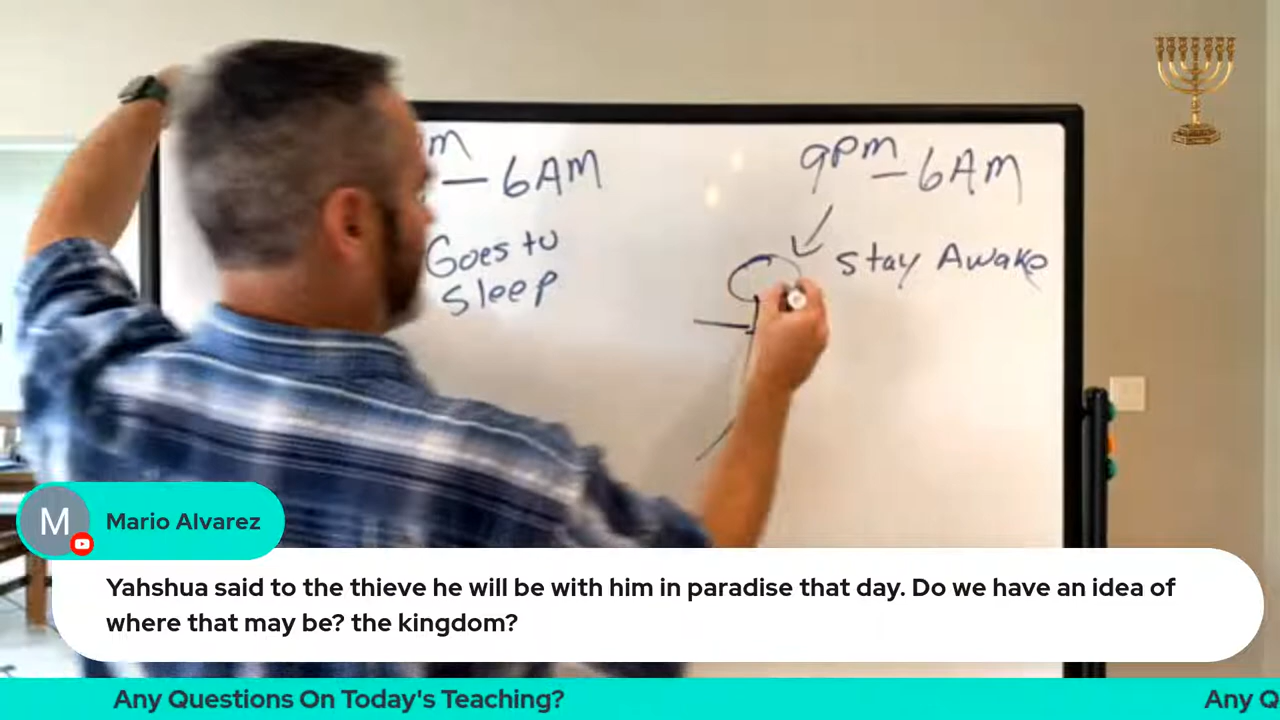 m
- 6AM
Goes to
Sleep
9pm - 6AM
Stay Awake
M
Mario Alvarez
Yahshua said to the thieve he will be with him in paradise that day. Do we have an idea of
where that may be? the kingdom?
Any Questions On Today's Teaching?
Any Q